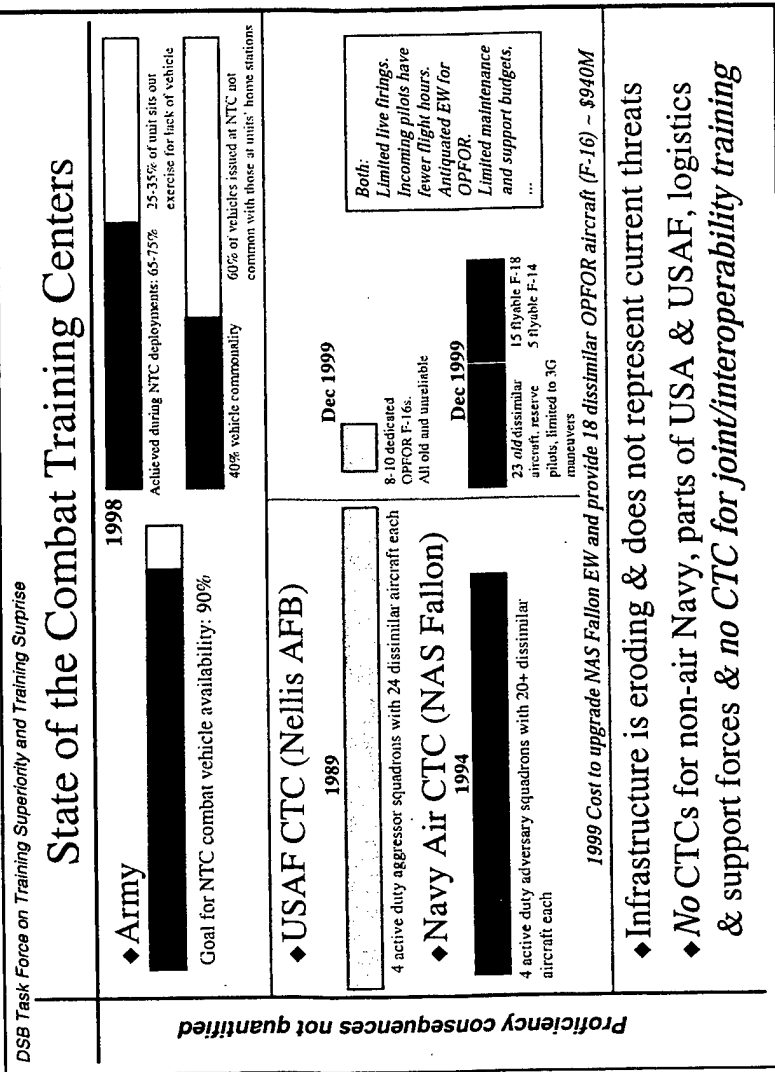 DSB Task Force on Training Superiority and Training Surprise
State of the Combat Training Centers
Proficiency consequences not quantified
◆Army
Goal for NTC combat vehicle availability: 90%
1998
Achieved during NTC deployments: 65-75%
25-35% of unit sits out
exercise for lack of vehicle
40% vehicle commonality
60% of vehicles issued at NTC not
common with those at units' home stations
◆USAF CTC (Nellis AFB)
1989
4 active duty aggressor squadrons with 24 dissimilar aircraft each
Dec 1999
8-10 dedicated
OPFOR F-16s.
All old and unreliable
◆Navy Air CTC (NAS Fallon)
1994
4 active duty adversary squadrons with 20+ dissimilar
aircraft each
Dec 1999
23 old dissimilar
aircraft, reserve
pilots, limited to 3G
maneuvers
15 flyable F-18
5 flyable F-14
Both:
Limited live firings.
Incoming pilots have
fewer flight hours.
Antiquated EW for
OPFOR.
Limited maintenance
and support budgets,
...
1999 Cost to upgrade NAS Fallon EW and provide 18 dissimilar OPFOR aircraft (F-16) ~ $940M
◆Infrastructure is eroding & does not represent current threats
◆No CTCs for non-air Navy, parts of USA & USAF, logistics
& support forces & no CTC for joint/interoperability training